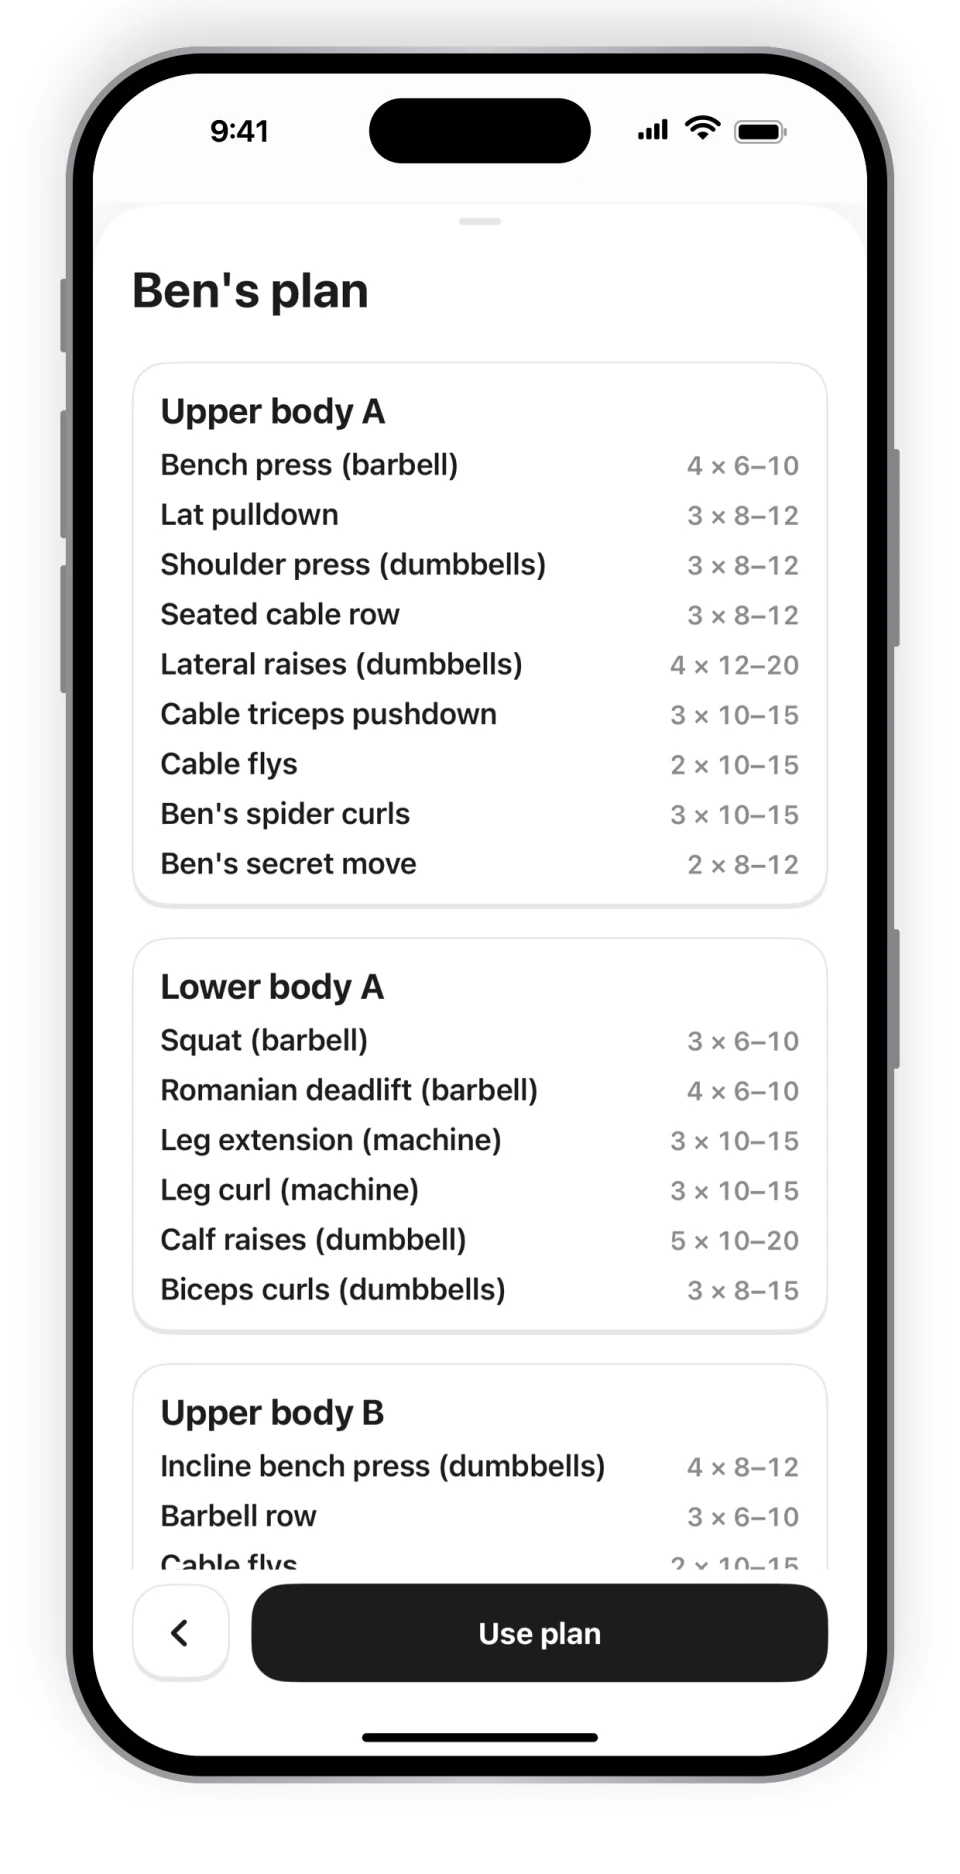 9:41
Ben's plan
Upper body A
Bench press (barbell) 4 × 6–10
Lat pulldown 3 × 8–12
Shoulder press (dumbbells) 3 × 8–12
Seated cable row 3 × 8–12
Lateral raises (dumbbells) 4 × 12–20
Cable triceps pushdown 3 × 10–15
Cable flys 2 × 10–15
Ben's spider curls 3 × 10–15
Ben's secret move 2 × 8–12
Lower body A
Squat (barbell) 3 × 6–10
Romanian deadlift (barbell) 4 × 6–10
Leg extension (machine) 3 × 10–15
Leg curl (machine) 3 × 10–15
Calf raises (dumbbell) 5 × 10–20
Biceps curls (dumbbells) 3 × 8–15
Upper body B
Incline bench press (dumbbells) 4 × 8–12
Barbell row 3 × 6–10
Cable flys 2 × 10–15
Use plan